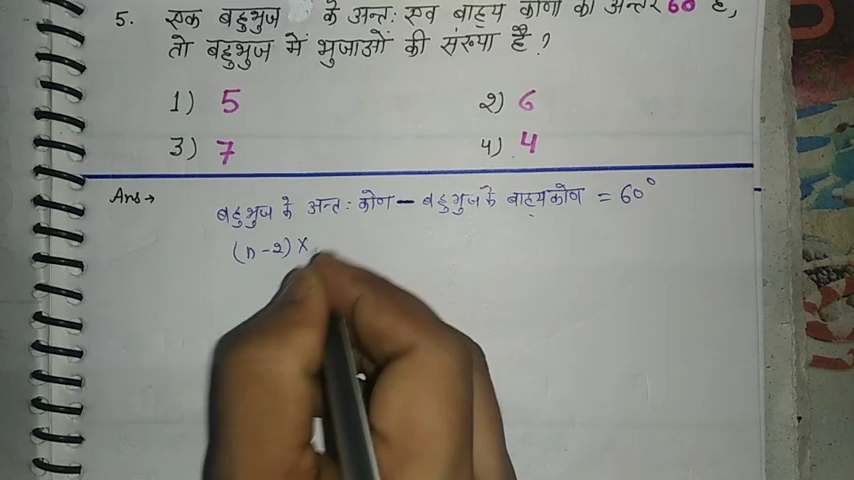 5. एक बहुभुज के अन्तः एवं बाह्य कोणों का अन्तर 60 है,
तो बहुभुज में भुजाओं की संख्या है ?
1) 5 २) 6
3) 7 4) 4
Ans→ बहुभुज के अन्तः कोण - बहुभुज के बाह्यकोण = 60°
(n-2) ×